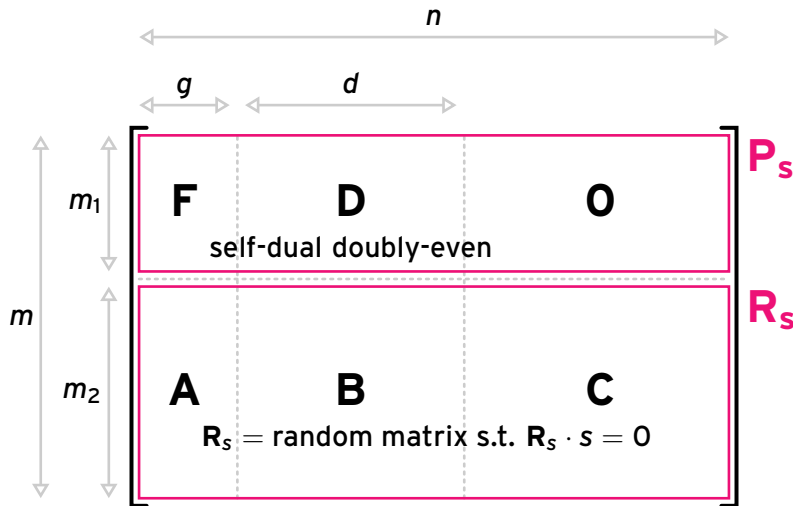 n
g d
m₁ F D 0 Pₛ
self-dual doubly-even
m
m₂ A B C Rₛ
Rₛ = random matrix s.t. Rₛ · s = 0